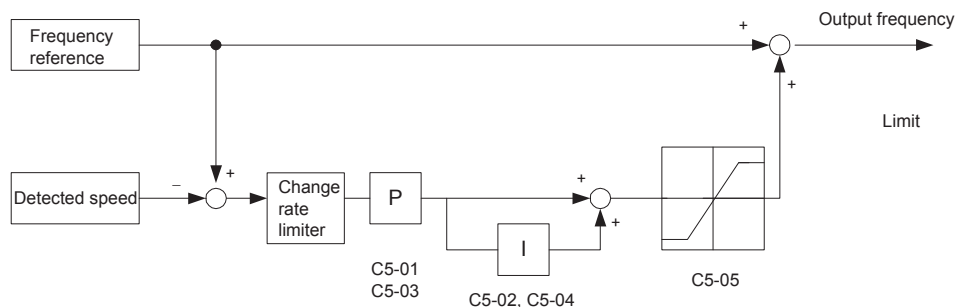 Frequency
reference
+
Output frequency
+
Limit
Detected speed
–
+
Change
rate
limiter
P
+
+
I
C5-01
C5-03
C5-02, C5-04
C5-05